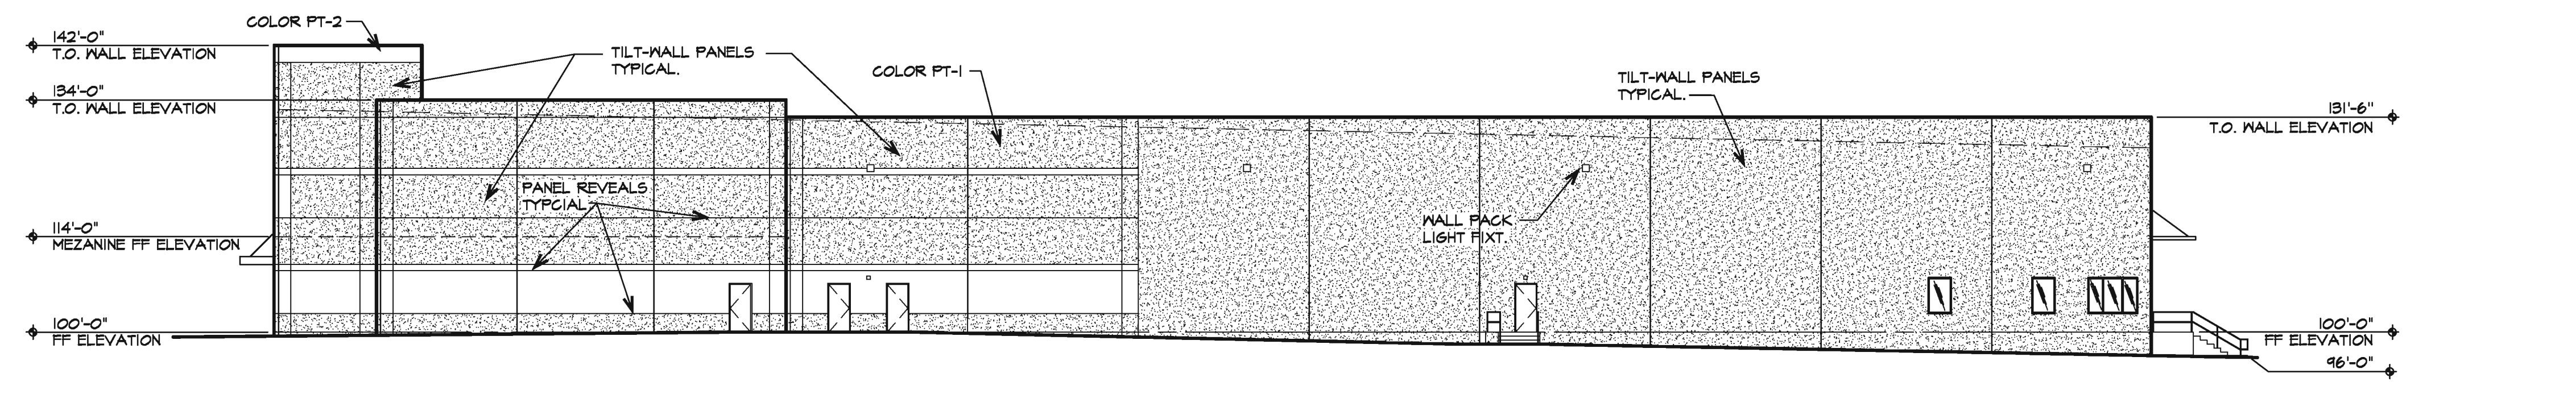 COLOR PT-2
142'-0"
T.O. WALL ELEVATION
134'-0"
T.O. WALL ELEVATION
114'-0"
MEZANINE FF ELEVATION
100'-0"
FF ELEVATION
TILT-WALL PANELS
TYPICAL.
PANEL REVEALS
TYPCIAL.
COLOR PT-1
WALL PACK
LIGHT FIXT.
TILT-WALL PANELS
TYPICAL.
131'-6"
T.O. WALL ELEVATION
100'-0"
FF ELEVATION
96'-0"